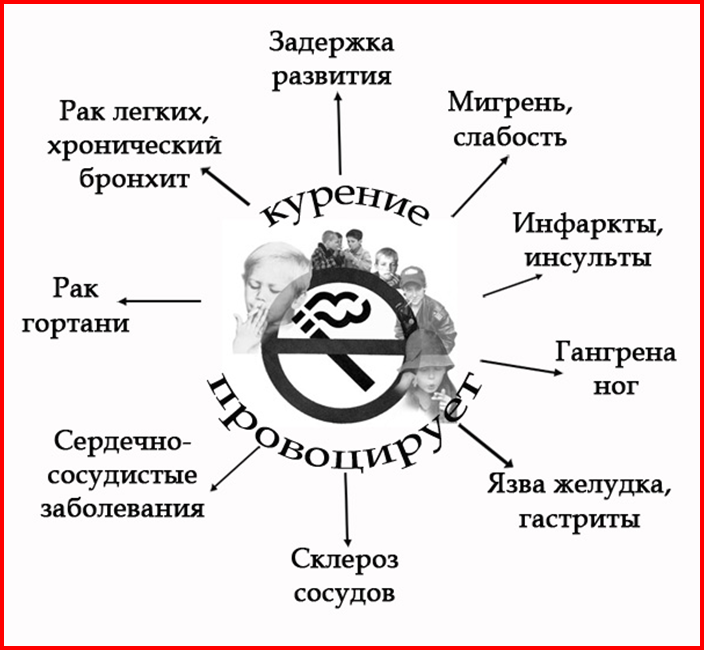 Задержка
развития
Мигрень,
слабость
Рак легких,
хронический
бронхит
курение
Инфаркты,
инсульты
Рак
гортани
Гангрена
ног
провоцирует
Сердечно-
сосудистые
заболевания
Язва желудка,
гастриты
Склероз
сосудов